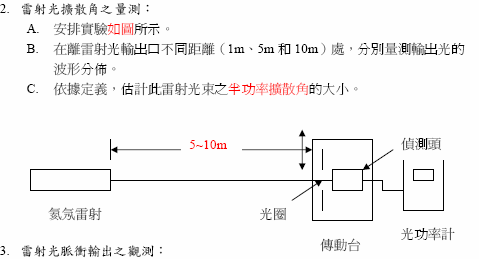 2. 雷射光擴散角之量測：
A. 安排實驗如圖所示。
B. 在離雷射光輸出口不同距離（1m、5m 和 10m）處，分別量測輸出光的
波形分佈。
C. 依據定義，估計此雷射光束之半功率擴散角的大小。
5~10m
偵測頭
氦氖雷射
光圈
傳動台
光功率計
3. 雷射光脈衝輸出之觀測：